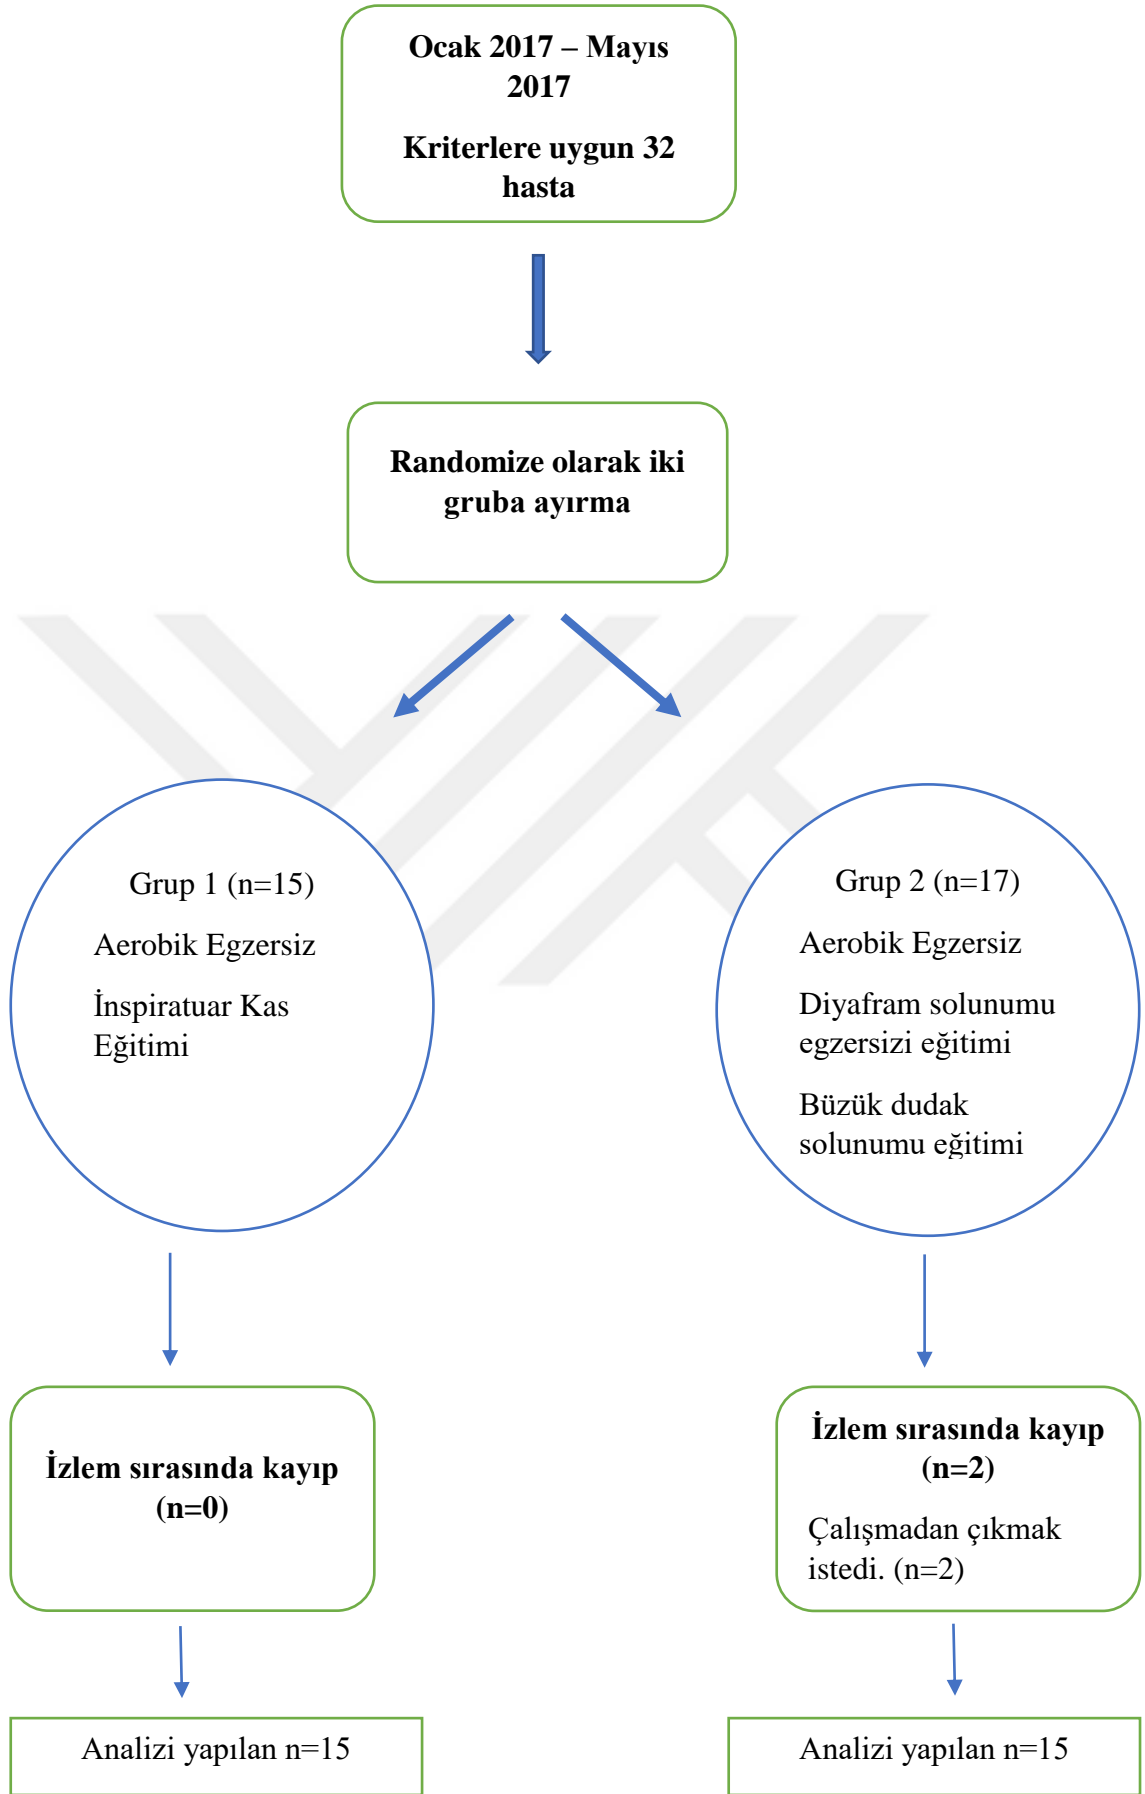 Ocak 2017 – Mayıs
2017
Kriterlere uygun 32
hasta
Randomize olarak iki
gruba ayırma
Grup 1 (n=15)
Aerobik Egzersiz
İnspiratuar Kas
Eğitimi
Grup 2 (n=17)
Aerobik Egzersiz
Diyafram solunumu
egzersizi eğitimi
Büzük dudak
solunumu eğitimi
İzlem sırasında kayıp
(n=0)
İzlem sırasında kayıp
(n=2)
Çalışmadan çıkmak
istedi. (n=2)
Analizi yapılan n=15
Analizi yapılan n=15